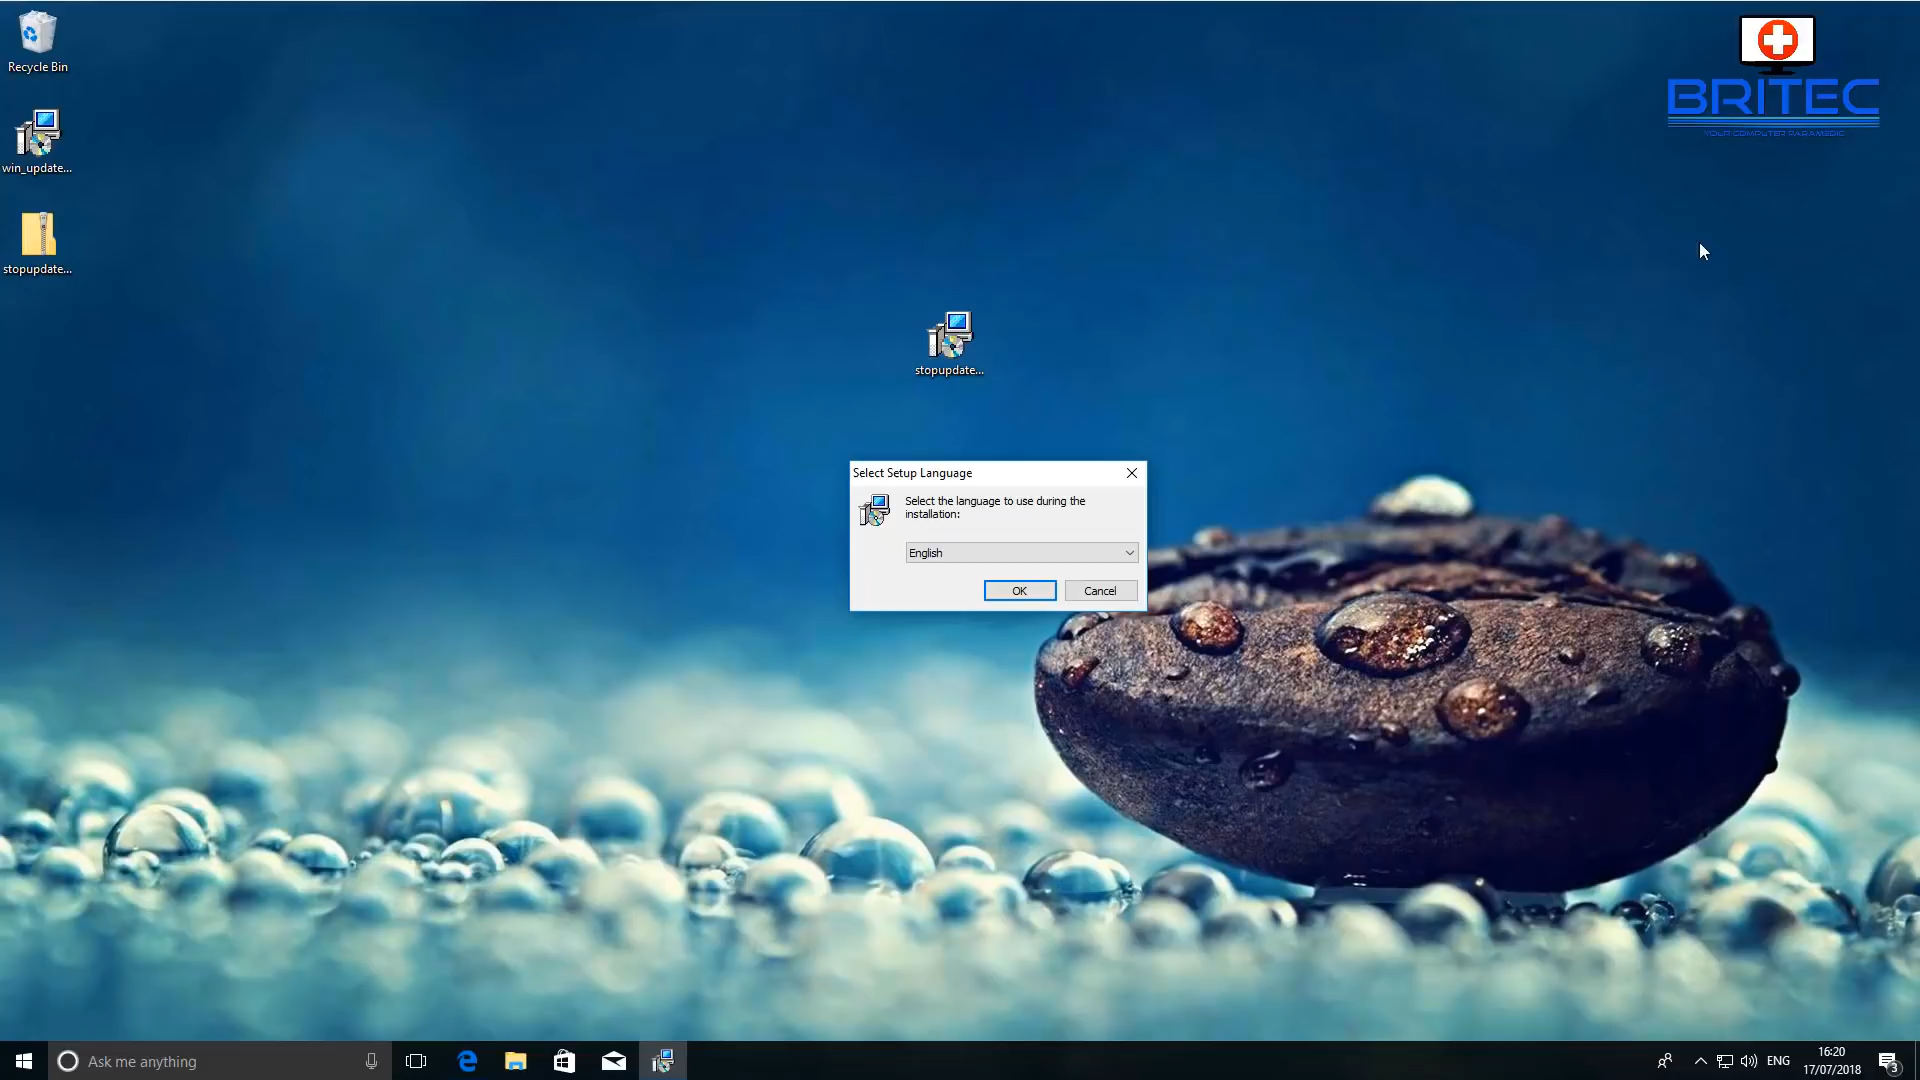 Recycle Bin
win_update...
stopupdate...
BRITEC
YOUR COMPUTER PARAMEDIC
stopupdate...
Select Setup Language
Select the language to use during the
installation:
English
OK
Cancel
Ask me anything
ENG
16:20
17/07/2018
3